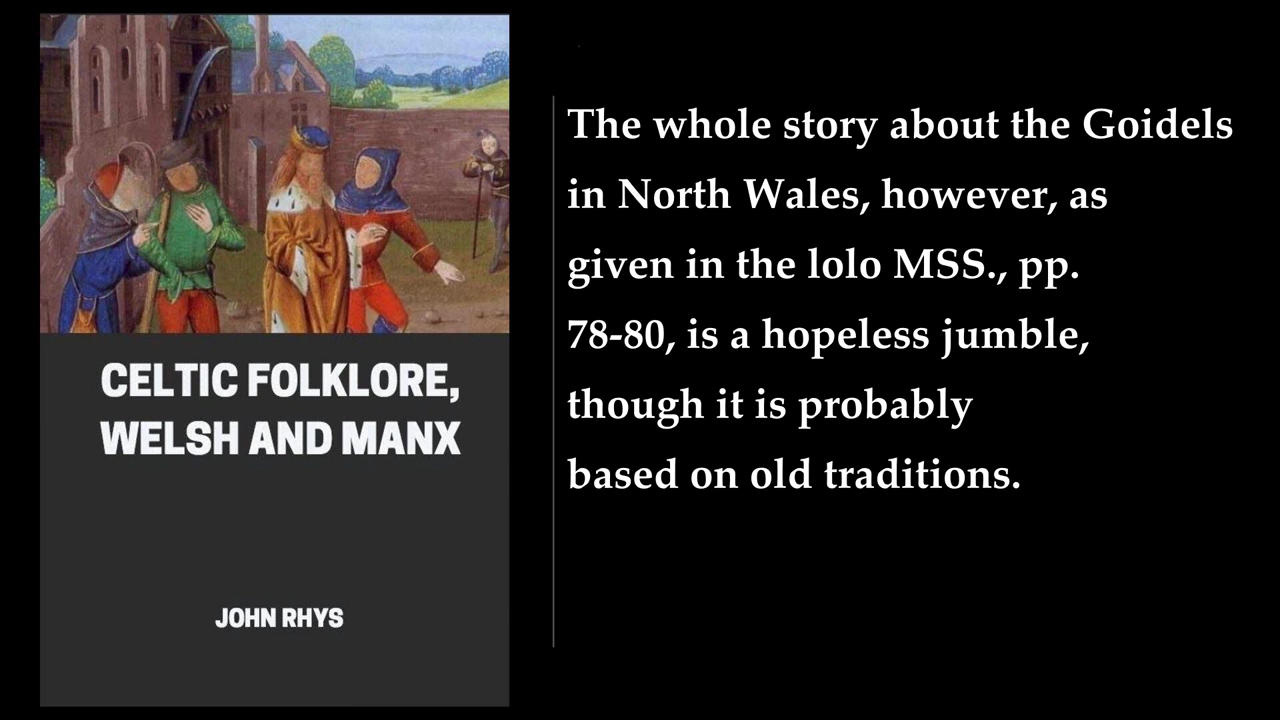 CELTIC FOLKLORE,
WELSH AND MANX
JOHN RHYS
The whole story about the Goidels
in North Wales, however, as
given in the lolo MSS., pp.
78-80, is a hopeless jumble,
though it is probably
based on old traditions.